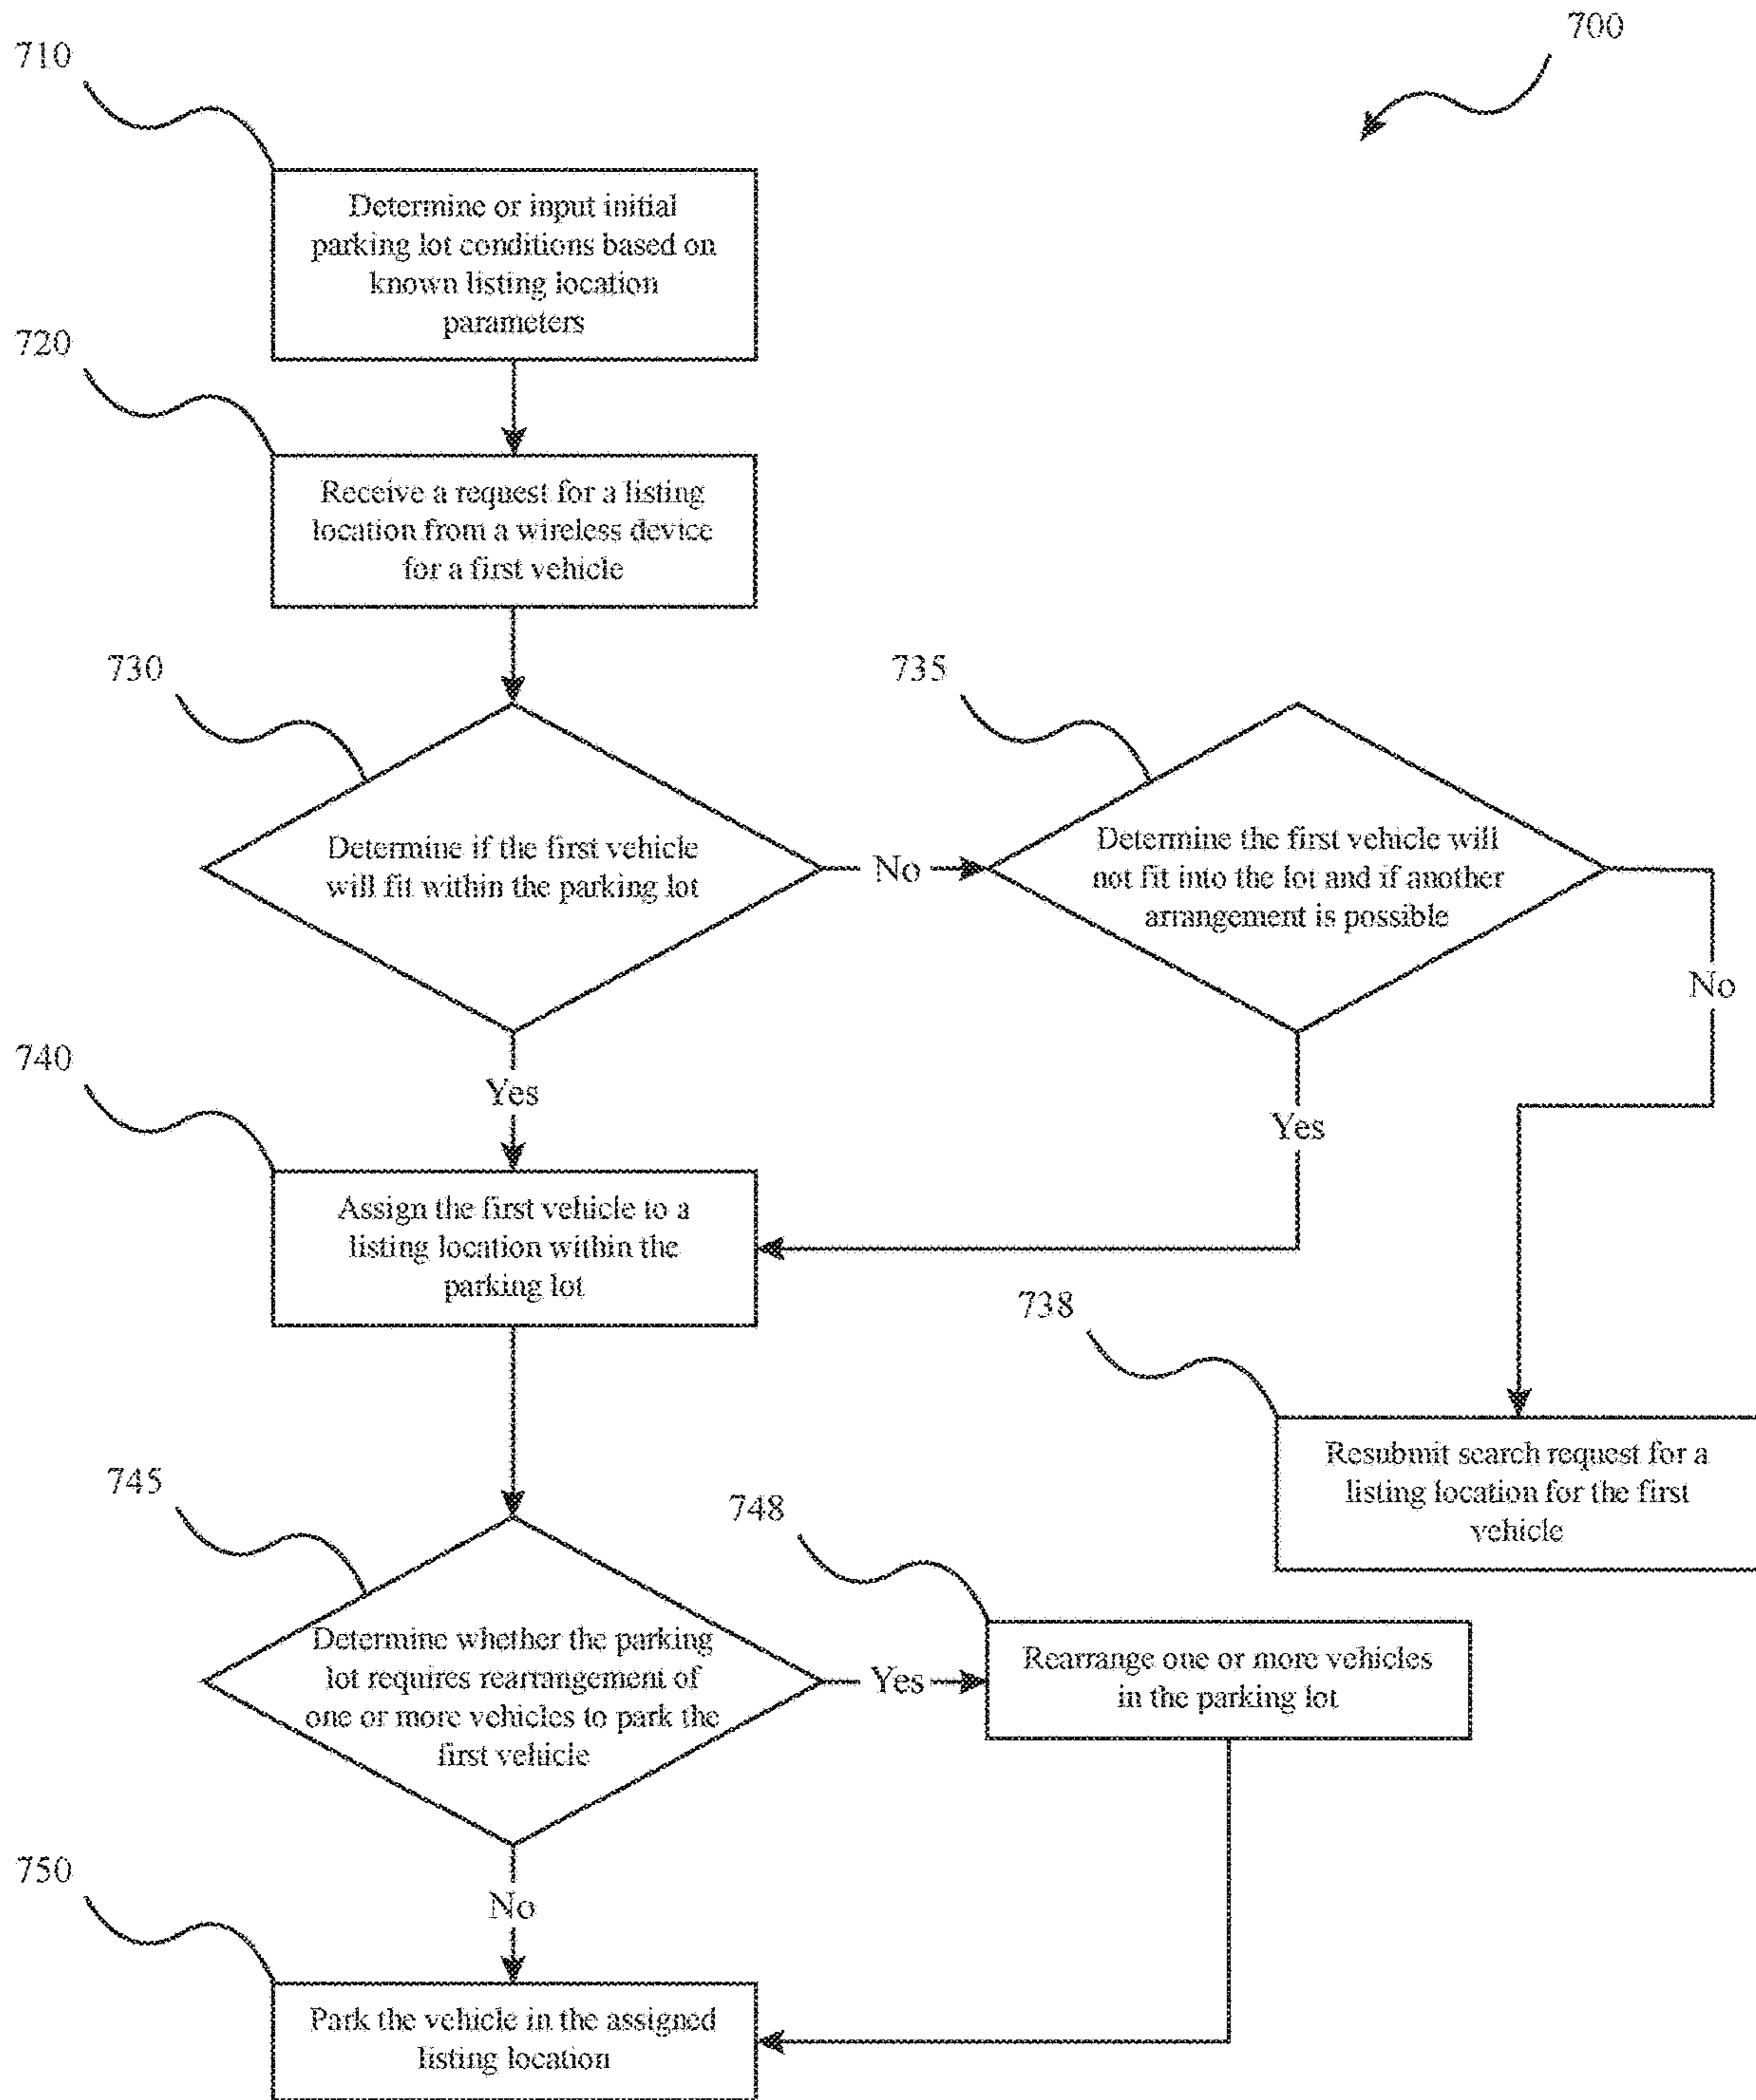 700
710
Determine or input initial
parking lot conditions based on
known listing location
parameters
720
Receive a request for a listing
location from a wireless device
for a first vehicle
730
Determine if the first vehicle
will fit within the parking lot
No
735
Determine the first vehicle will
not fit into the lot and if another
arrangement is possible
No
Yes
Yes
740
Assign the first vehicle to a
listing location within the
parking lot
738
Resubmit search request for a
listing location for the first
vehicle
745
Determine whether the parking
lot requires rearrangement of
one or more vehicles to park the
first vehicle
Yes
748
Rearrange one or more vehicles
in the parking lot
No
750
Park the vehicle in the assigned
listing location